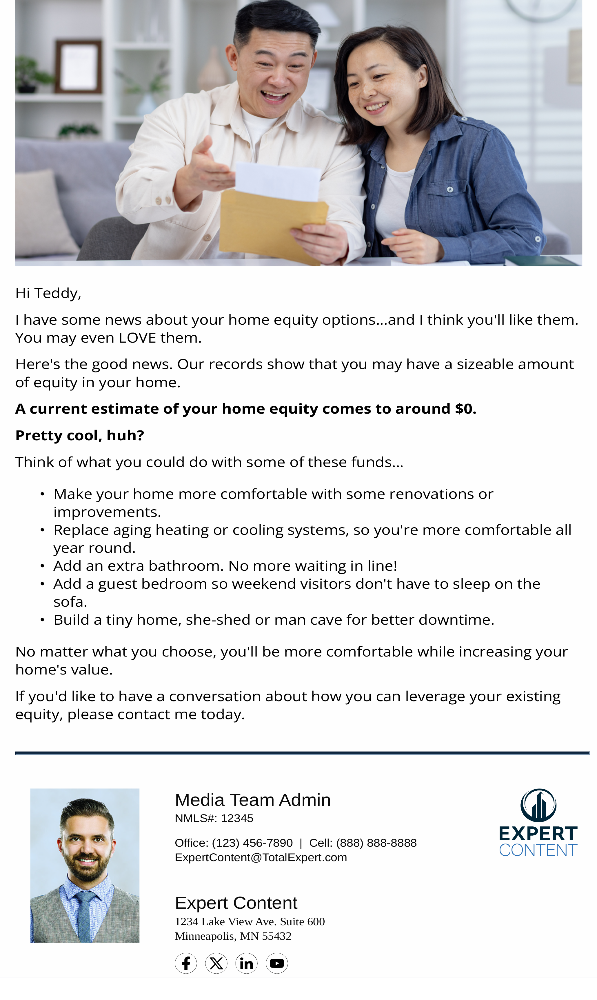 Hi Teddy,
I have some news about your home equity options...and I think you'll like them.
You may even LOVE them.
Here's the good news. Our records show that you may have a sizeable amount
of equity in your home.
A current estimate of your home equity comes to around $0.
Pretty cool, huh?
Think of what you could do with some of these funds...
• Make your home more comfortable with some renovations or
improvements.
• Replace aging heating or cooling systems, so you're more comfortable all
year round.
• Add an extra bathroom. No more waiting in line!
• Add a guest bedroom so weekend visitors don't have to sleep on the
sofa.
• Build a tiny home, she-shed or man cave for better downtime.
No matter what you choose, you'll be more comfortable while increasing your
home's value.
If you'd like to have a conversation about how you can leverage your existing
equity, please contact me today.
Media Team Admin
NMLS#: 12345
Office: (123) 456-7890 | Cell: (888) 888-8888
ExpertContent@TotalExpert.com
Expert Content
1234 Lake View Ave. Suite 600
Minneapolis, MN 55432
EXPERT
CONTENT